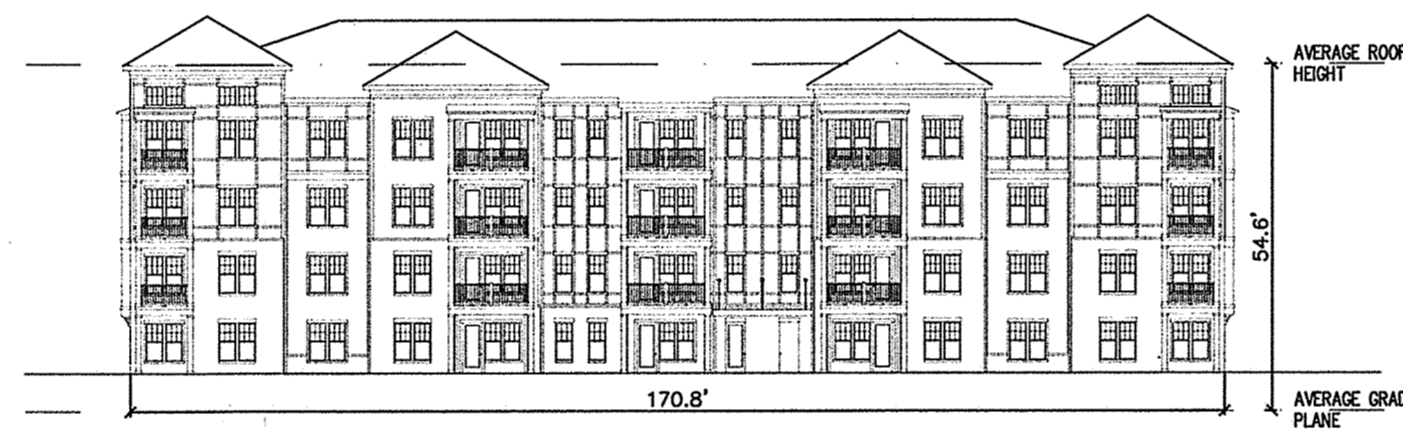 AVERAGE ROOF
HEIGHT
54.6'
170.8'
AVERAGE GRAD
PLANE